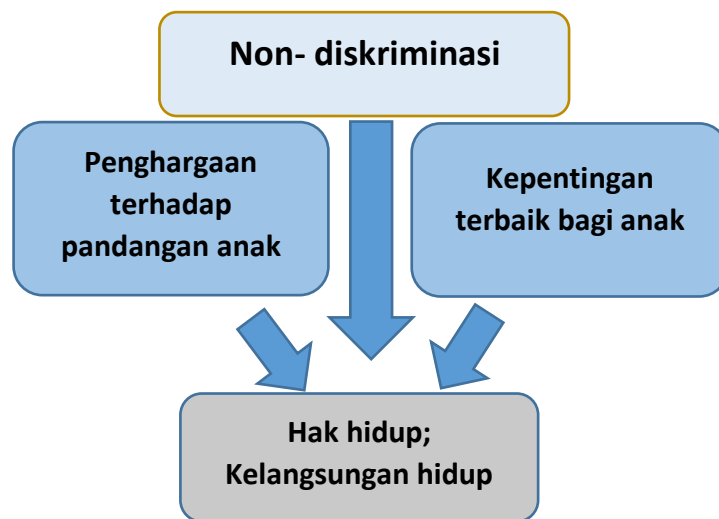 Non- diskriminasi
Penghargaan
terhadap
pandangan anak
Kepentingan
terbaik bagi anak
Hak hidup;
Kelangsungan hidup